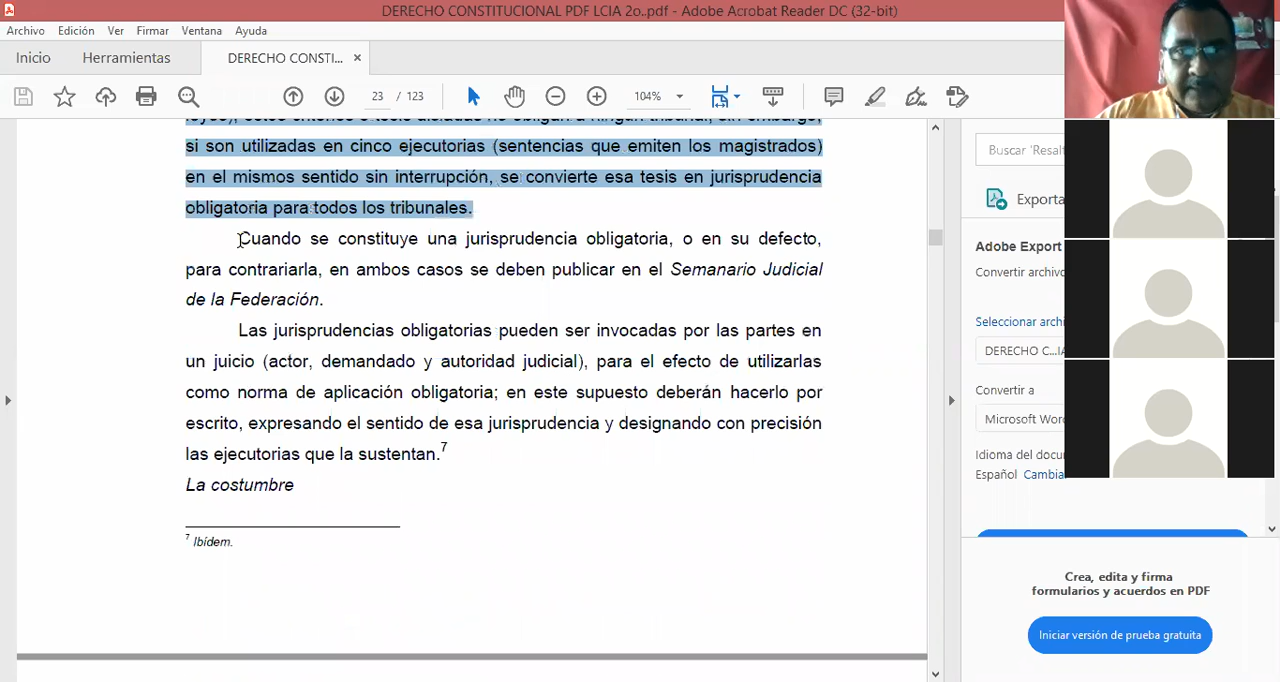 DERECHO CONSTITUCIONAL PDF LCIA 2o..pdf - Adobe Acrobat Reader DC (32-bit)
Archivo Edición Ver Firmar Ventana Ayuda
Inicio Herramientas DERECHO CONSTI... ×
23 / 123 104%
si son utilizadas en cinco ejecutorias (sentencias que emiten los magistrados)
en el mismos sentido sin interrupción, se convierte esa tesis en jurisprudencia
obligatoria para todos los tribunales.
Cuando se constituye una jurisprudencia obligatoria, o en su defecto,
para contrariarla, en ambos casos se deben publicar en el Semanario Judicial
de la Federación.
Las jurisprudencias obligatorias pueden ser invocadas por las partes en
un juicio (actor, demandado y autoridad judicial), para el efecto de utilizarlas
como norma de aplicación obligatoria; en este supuesto deberán hacerlo por
escrito, expresando el sentido de esa jurisprudencia y designando con precisión
las ejecutorias que la sustentan.7
La costumbre
7 Ibídem.
Buscar 'Resalt
Exporta
Adobe Export
Convertir archivo
Seleccionar archi
DERECHO C...IA
Convertir a
Microsoft Word
Idioma del docu
Español Cambia
Crea, edita y firma
formularios y acuerdos en PDF
Iniciar versión de prueba gratuita